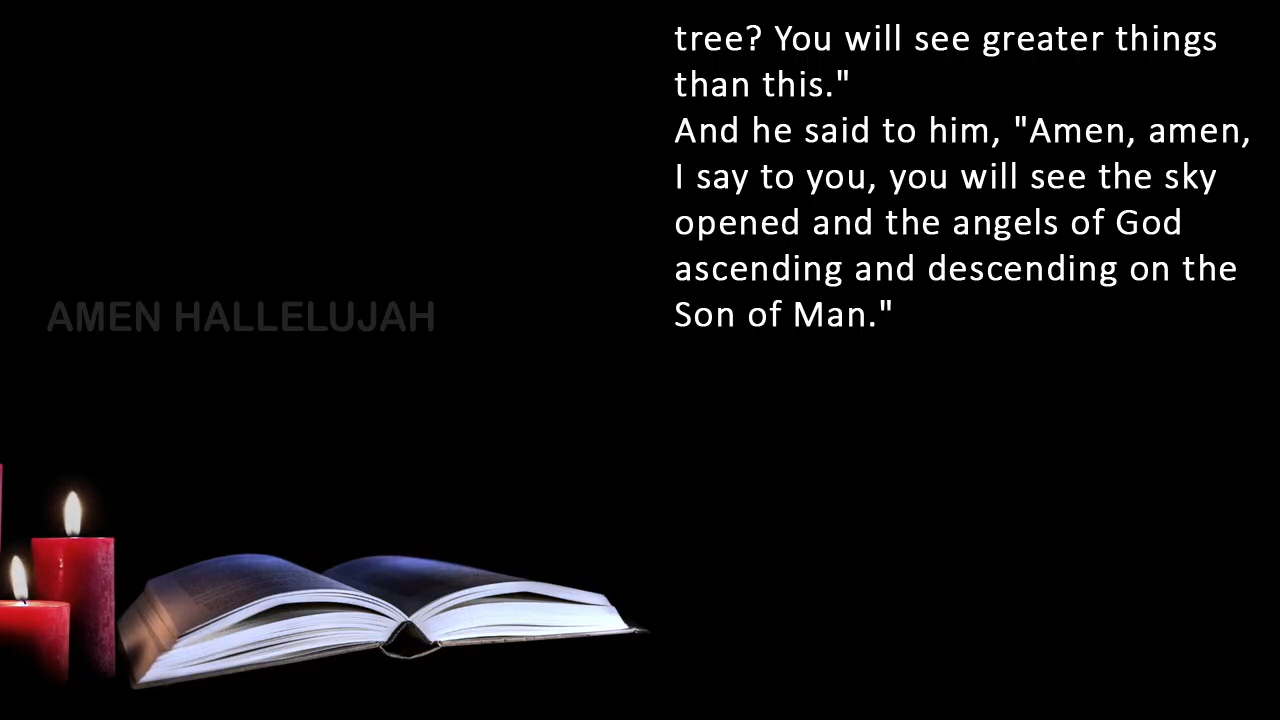 tree? You will see greater things
than this."
And he said to him, "Amen, amen,
I say to you, you will see the sky
opened and the angels of God
ascending and descending on the
Son of Man."
AMEN HALLELUJAH